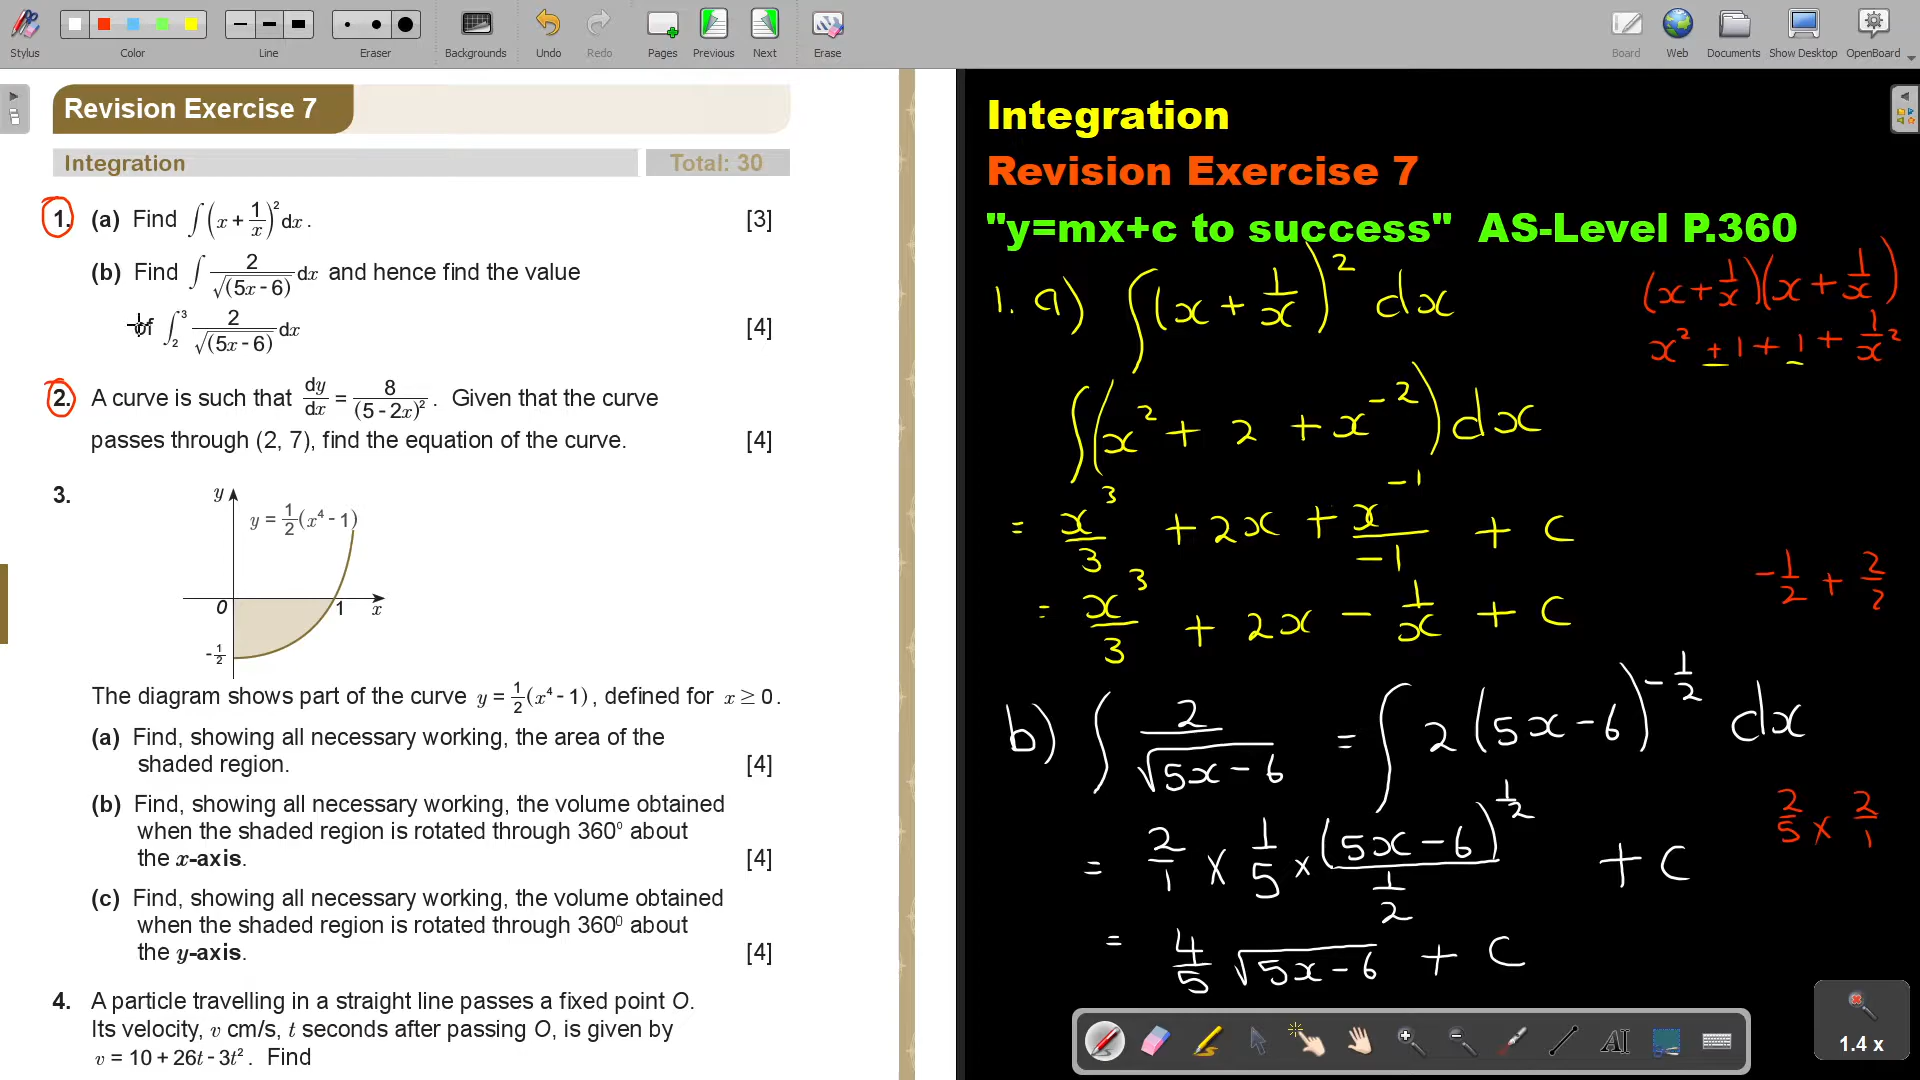 Stylus Color Line Eraser Backgrounds Undo Redo Pages Previous Next Erase Board Web Documents Show Desktop OpenBoard
Revision Exercise 7
Integration Total: 30
1. (a) Find ∫(x + 1/x)² dx. [3]
(b) Find ∫ 2/√(5x - 6) dx and hence find the value
of ∫₂³ 2/√(5x - 6) dx [4]
2. A curve is such that dy/dx = 8/(5 - 2x)². Given that the curve
passes through (2, 7), find the equation of the curve. [4]
3.
y
y = 1/2(x⁴ - 1)
0 1 x
-1/2
The diagram shows part of the curve y = 1/2(x⁴ - 1), defined for x ≥ 0.
(a) Find, showing all necessary working, the area of the
shaded region. [4]
(b) Find, showing all necessary working, the volume obtained
when the shaded region is rotated through 360⁰ about
the x-axis. [4]
(c) Find, showing all necessary working, the volume obtained
when the shaded region is rotated through 360⁰ about
the y-axis. [4]
4. A particle travelling in a straight line passes a fixed point O.
Its velocity, v cm/s, t seconds after passing O, is given by
v = 10 + 26t - 3t². Find
Integration
Revision Exercise 7
"y=mx+c to success" AS-Level P.360
1. a) ∫(x + 1/x)² dx
(x + 1/x)(x + 1/x)
x² + 1 + 1 + 1/x²
∫(x² + 2 + x⁻²) dx
= x³/3 + 2x + x⁻¹/-1 + c
-1/2 + 2/2
= x³/3 + 2x - 1/x + c
b) ∫ 2/√5x - 6 = ∫ 2(5x - 6)^-1/2 dx
2/5 × 2/1
= 2/1 × 1/5 × (5x - 6)^1/2 / 1/2 + c
= 4/5 √5x - 6 + c
1.4 x